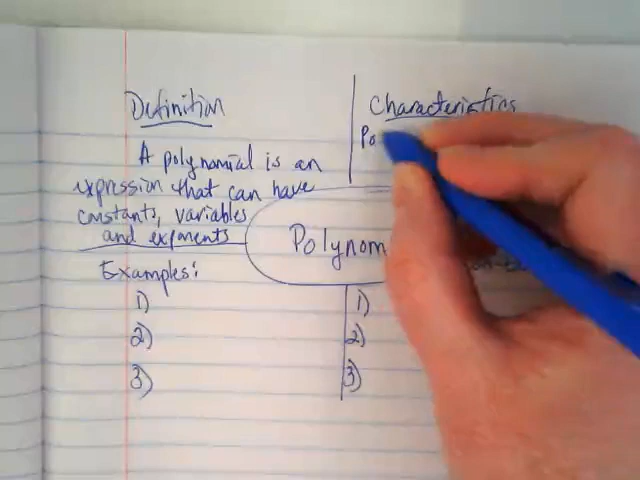 Definition
A polynomial is an
expression that can have
constants, variables
and exponents
Characteristics
Po
Polynom
Examples:
1)
2)
3)
1)
2)
3)